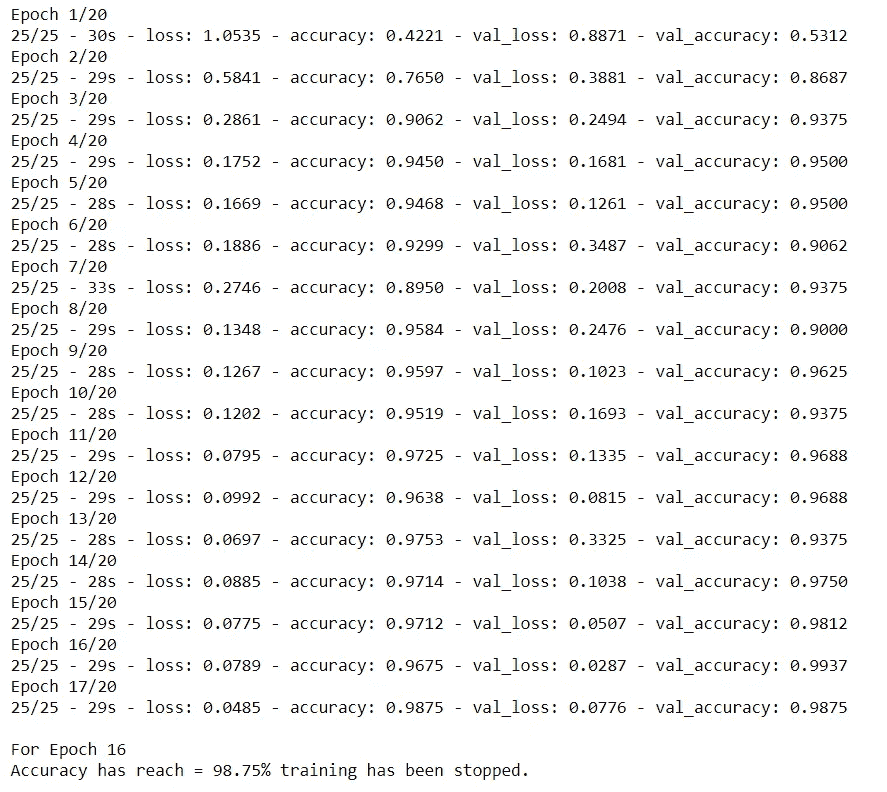 Epoch 1/20
25/25 - 30s - loss: 1.0535 - accuracy: 0.4221 - val_loss: 0.8871 - val_accuracy: 0.5312
Epoch 2/20
25/25 - 29s - loss: 0.5841 - accuracy: 0.7650 - val_loss: 0.3881 - val_accuracy: 0.8687
Epoch 3/20
25/25 - 29s - loss: 0.2861 - accuracy: 0.9062 - val_loss: 0.2494 - val_accuracy: 0.9375
Epoch 4/20
25/25 - 29s - loss: 0.1752 - accuracy: 0.9450 - val_loss: 0.1681 - val_accuracy: 0.9500
Epoch 5/20
25/25 - 28s - loss: 0.1669 - accuracy: 0.9468 - val_loss: 0.1261 - val_accuracy: 0.9500
Epoch 6/20
25/25 - 28s - loss: 0.1886 - accuracy: 0.9299 - val_loss: 0.3487 - val_accuracy: 0.9062
Epoch 7/20
25/25 - 33s - loss: 0.2746 - accuracy: 0.8950 - val_loss: 0.2008 - val_accuracy: 0.9375
Epoch 8/20
25/25 - 29s - loss: 0.1348 - accuracy: 0.9584 - val_loss: 0.2476 - val_accuracy: 0.9000
Epoch 9/20
25/25 - 28s - loss: 0.1267 - accuracy: 0.9597 - val_loss: 0.1023 - val_accuracy: 0.9625
Epoch 10/20
25/25 - 28s - loss: 0.1202 - accuracy: 0.9519 - val_loss: 0.1693 - val_accuracy: 0.9375
Epoch 11/20
25/25 - 29s - loss: 0.0795 - accuracy: 0.9725 - val_loss: 0.1335 - val_accuracy: 0.9688
Epoch 12/20
25/25 - 29s - loss: 0.0992 - accuracy: 0.9638 - val_loss: 0.0815 - val_accuracy: 0.9688
Epoch 13/20
25/25 - 28s - loss: 0.0697 - accuracy: 0.9753 - val_loss: 0.3325 - val_accuracy: 0.9375
Epoch 14/20
25/25 - 28s - loss: 0.0885 - accuracy: 0.9714 - val_loss: 0.1038 - val_accuracy: 0.9750
Epoch 15/20
25/25 - 29s - loss: 0.0775 - accuracy: 0.9712 - val_loss: 0.0507 - val_accuracy: 0.9812
Epoch 16/20
25/25 - 29s - loss: 0.0789 - accuracy: 0.9675 - val_loss: 0.0287 - val_accuracy: 0.9937
Epoch 17/20
25/25 - 29s - loss: 0.0485 - accuracy: 0.9875 - val_loss: 0.0776 - val_accuracy: 0.9875
For Epoch 16
Accuracy has reach = 98.75% training has been stopped.